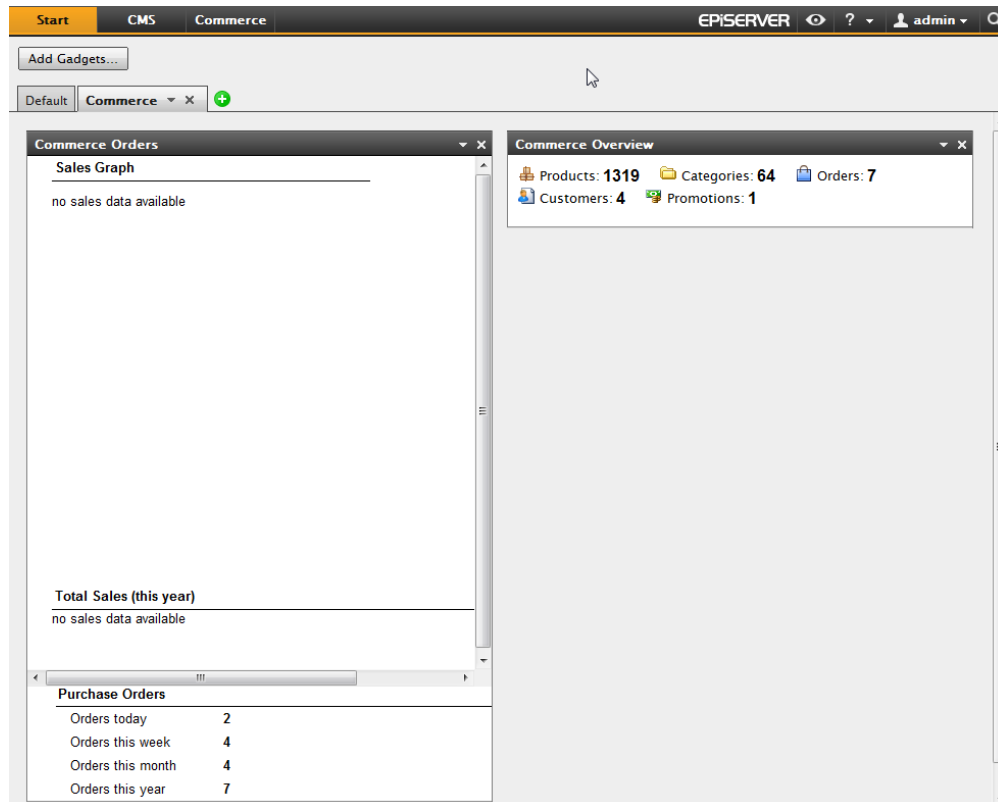 Start CMS Commerce EPiSERVER ? admin
Add Gadgets...
Default Commerce
Commerce Orders
Sales Graph
no sales data available
Total Sales (this year)
no sales data available
Purchase Orders
Orders today 2
Orders this week 4
Orders this month 4
Orders this year 7
Commerce Overview
Products: 1319 Categories: 64 Orders: 7
Customers: 4 Promotions: 1